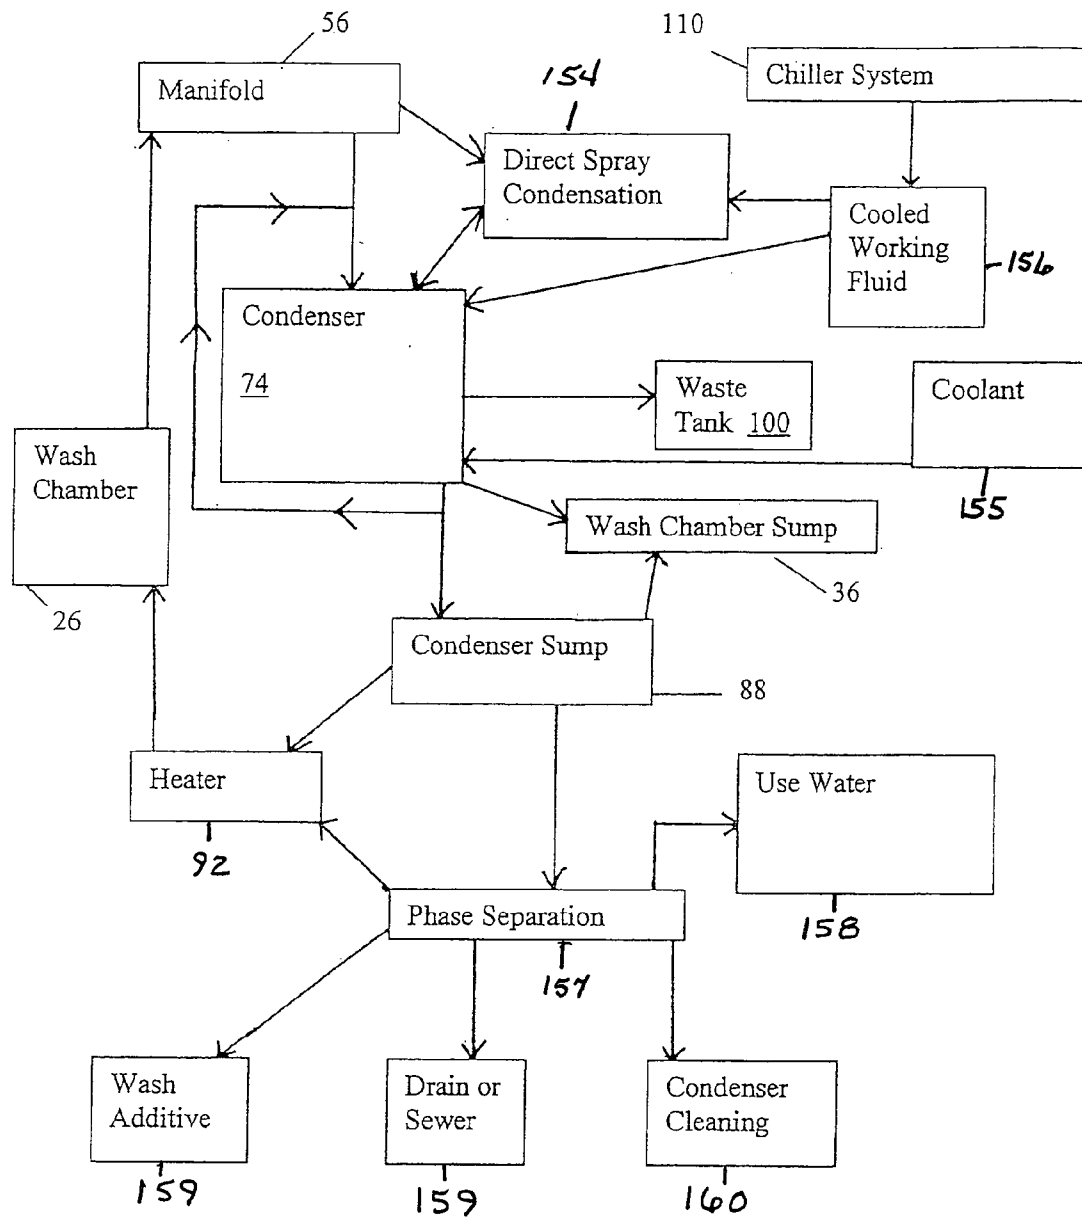 56
110
Manifold
154
Chiller System
Direct Spray
Condensation
Cooled
Working
Fluid
156
Condenser
74
Waste
Tank 100
Coolant
155
Wash
Chamber
26
Wash Chamber Sump
36
Condenser Sump
88
Heater
92
Use Water
158
Phase Separation
157
Wash
Additive
159
Drain or
Sewer
159
Condenser
Cleaning
160